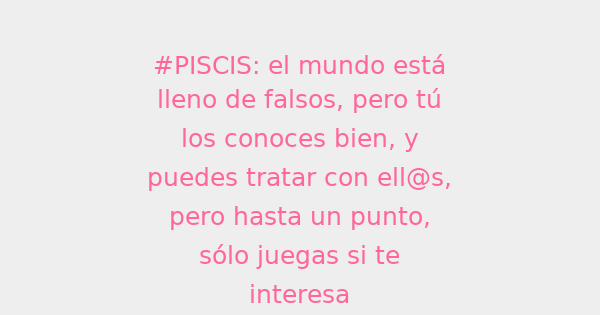 #PISCIS: el mundo está
lleno de falsos, pero tú
los conoces bien, y
puedes tratar con ell@s,
pero hasta un punto,
sólo juegas si te
interesa